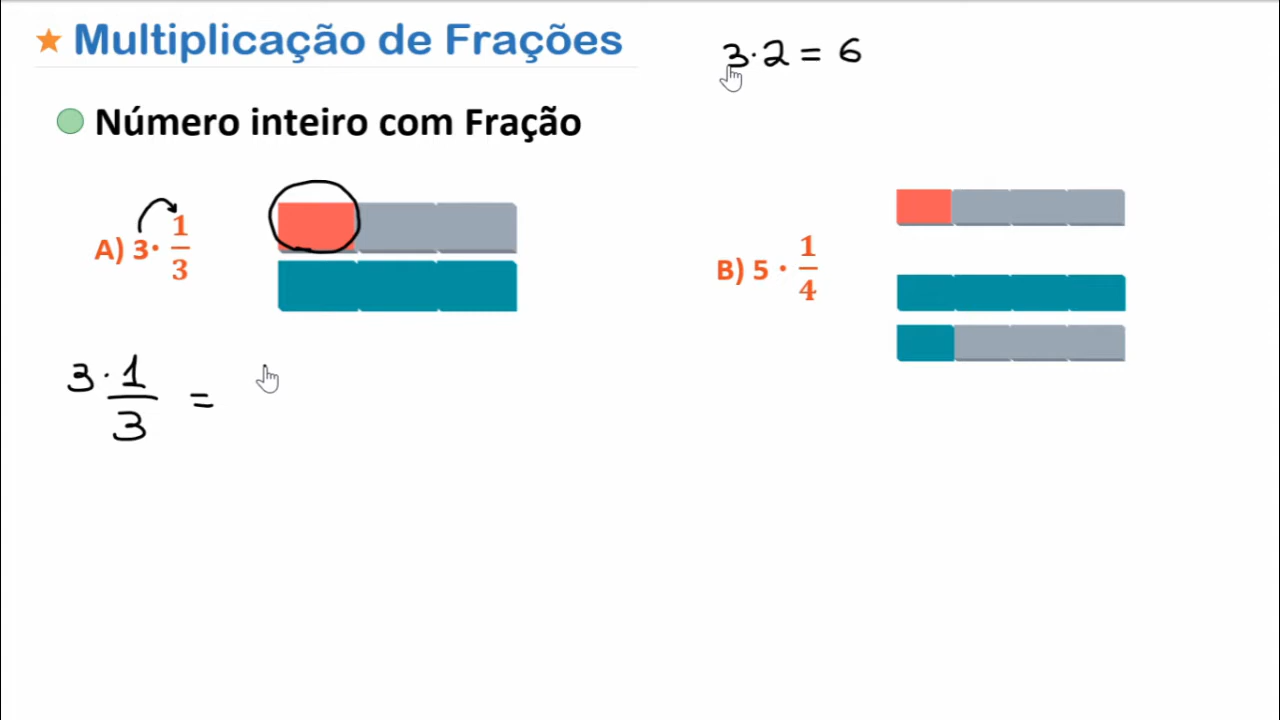 Multiplicação de Frações
3·2 = 6
Número inteiro com Fração
A) 3· 1/3
B) 5 · 1/4
3·1/3 =